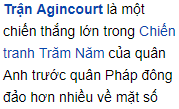 Trận Agincourt là một
chiến thắng lớn trong Chiến
tranh Trăm Năm của quân
Anh trước quân Pháp đông
đảo hơn nhiều về mặt số